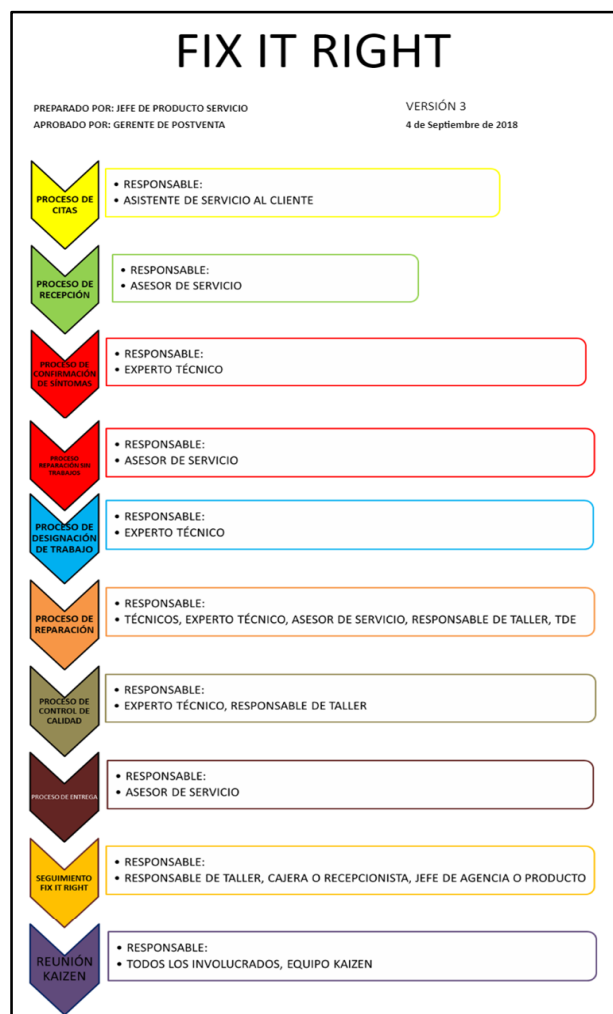 FIX IT RIGHT
PREPARADO POR: JEFE DE PRODUCTO SERVICIO
VERSIÓN 3
APROBADO POR: GERENTE DE POSTVENTA
4 de Septiembre de 2018
PROCESO DE
CITAS
• RESPONSABLE:
• ASISTENTE DE SERVICIO AL CLIENTE
PROCESO DE
RECEPCIÓN
• RESPONSABLE:
• ASESOR DE SERVICIO
PROCESO DE
CONFIRMACIÓN
DE SÍNTOMAS
• RESPONSABLE:
• EXPERTO TÉCNICO
PROCESO
REPARACIÓN SIN
TRABAJOS
• RESPONSABLE:
• ASESOR DE SERVICIO
PROCESO DE
DESIGNACIÓN
DE TRABAJO
• RESPONSABLE:
• EXPERTO TÉCNICO
PROCESO DE
REPARACIÓN
• RESPONSABLE:
• TÉCNICOS, EXPERTO TÉCNICO, ASESOR DE SERVICIO, RESPONSABLE DE TALLER, TDE
PROCESO DE
CONTROL DE
CALIDAD
• RESPONSABLE:
• EXPERTO TÉCNICO, RESPONSABLE DE TALLER
PROCESO DE ENTREGA
• RESPONSABLE:
• ASESOR DE SERVICIO
SEGUIMIENTO
FIX IT RIGHT
• RESPONSABLE:
• RESPONSABLE DE TALLER, CAJERA O RECEPCIONISTA, JEFE DE AGENCIA O PRODUCTO
REUNIÓN
KAIZEN
• RESPONSABLE:
• TODOS LOS INVOLUCRADOS, EQUIPO KAIZEN